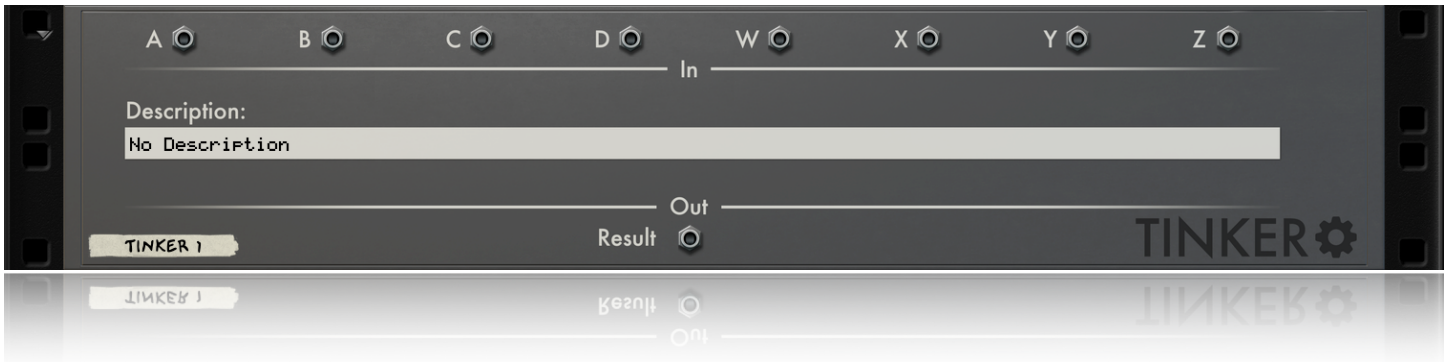 A B C D W X Y Z
In
Description:
No Description
Out
Result
TINKER 1
TINKER